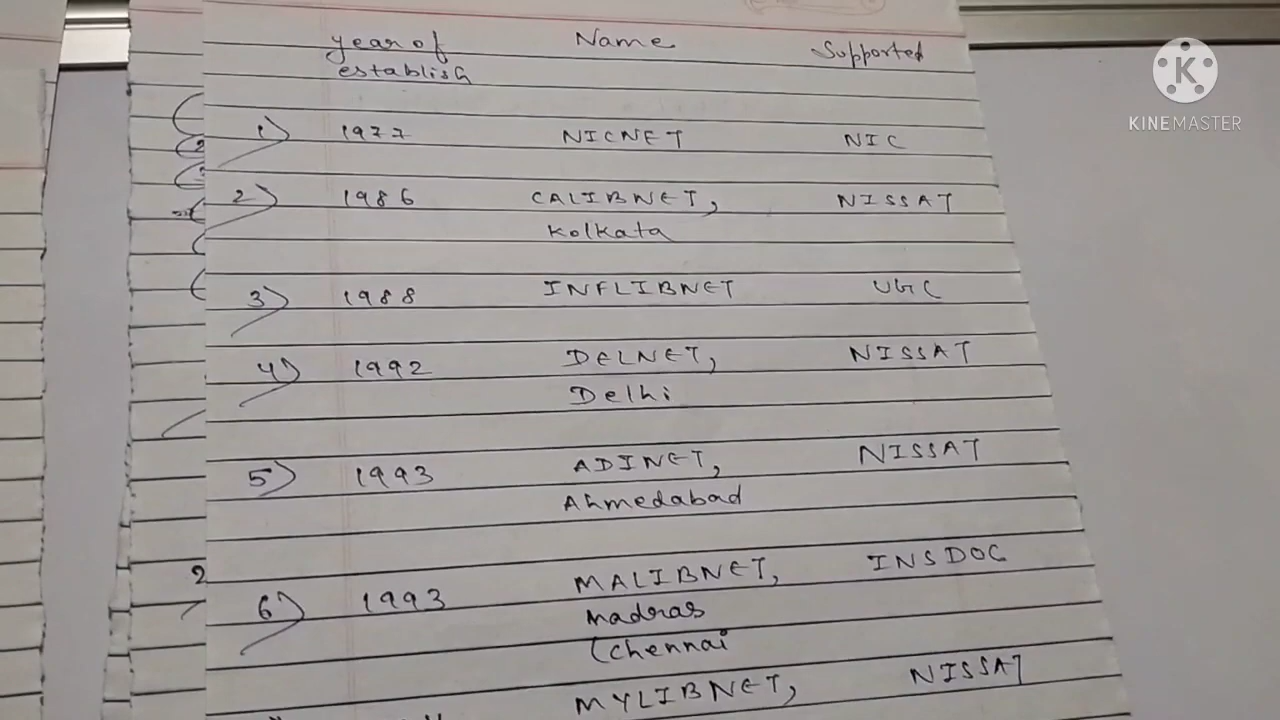 year of Name Supported
establish
1) 1977 NICNET NIC
2) 1986 CALIBNET, NISSAT
Kolkata
3) 1988 INFLIBNET UGC
4) 1992 DELNET, NISSAT
Delhi
5) 1993 ADINET, NISSAT
Ahmedabad
6) 1993 MALIBNET, INSDOC
Madras
(Chennai
MYLIBNET, NISSAT
K
KINEMASTER